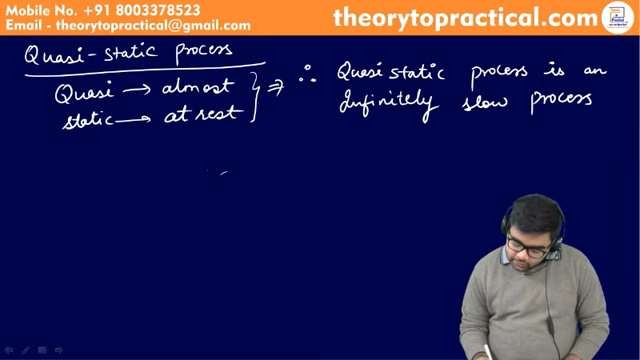 Mobile No. +91 8003378523
Email - theorytopractical@gmail.com
theorytopractical.com
Quasi-static process
Quasi → almost
static → at rest
} ⇒ ∴ Quasi static process is an
Infinitely slow process